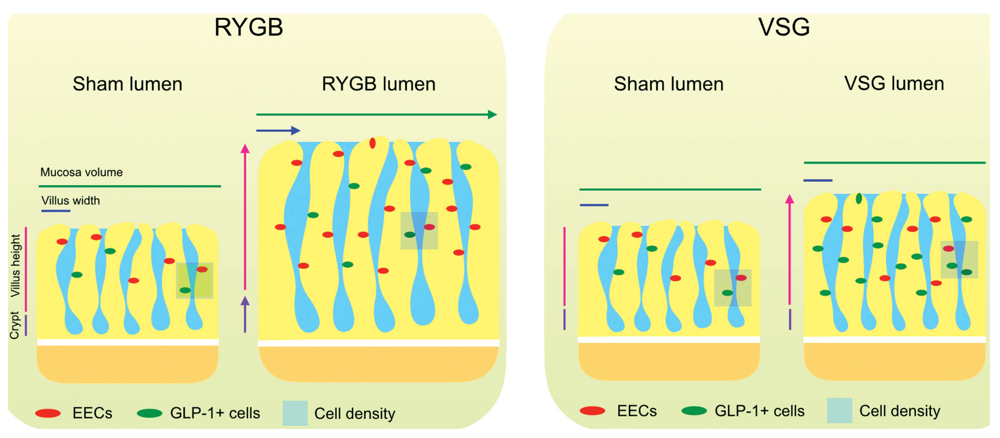 RYGB
Sham lumen
RYGB lumen
Mucosa volume
Villus width
Villus height
Crypt
EECs
GLP-1+ cells
Cell density
VSG
Sham lumen
VSG lumen
EECs
GLP-1+ cells
Cell density